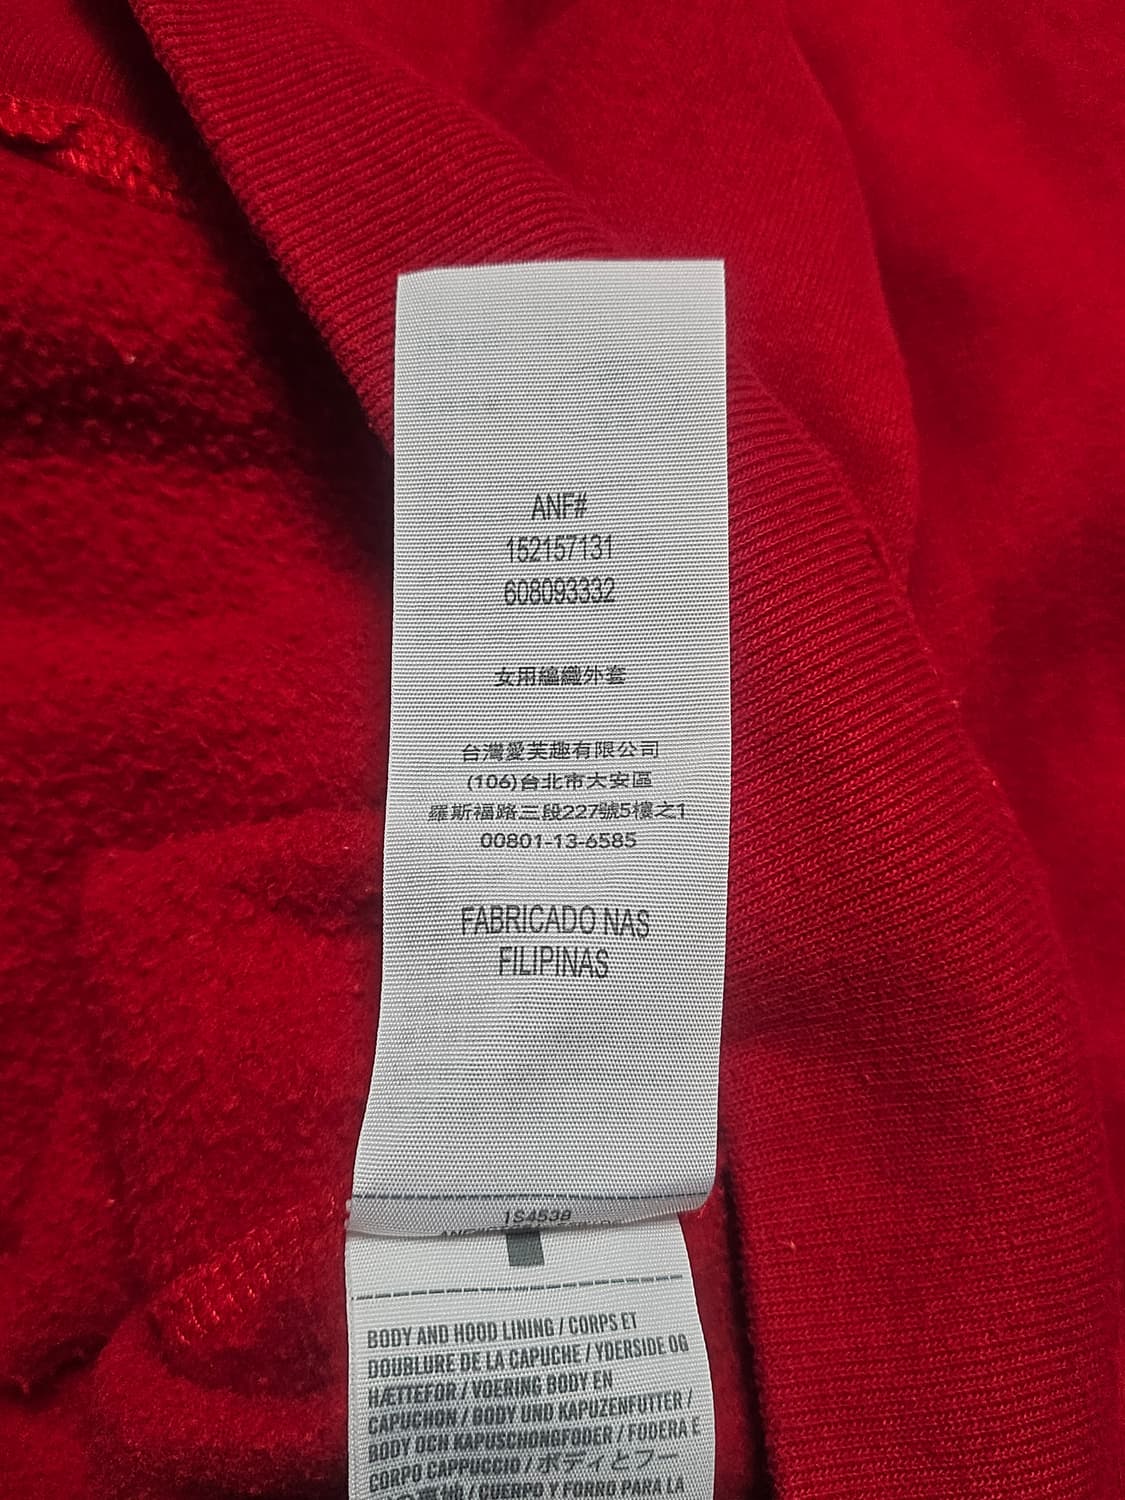 ANF#
152157131
608093332
女用編織外套
台灣愛芙趣有限公司
(106)台北市大安區
羅斯福路三段227號5樓之1
00801-13-6585
FABRICADO NAS
FILIPINAS
1S4538
BODY AND HOOD LINING / CORPS ET
DOUBLURE DE LA CAPUCHE / YDERSIDE OG
HÆTTEFOR / VOERING BODY EN
CAPUCHON / BODY UND KAPUZENFUTTER /
BODY OCH KAPUSCHONGFODER / FODERA E
CORPO CAPPUCCIO / ボディとフー
CUERPO Y FORRO PARA LA